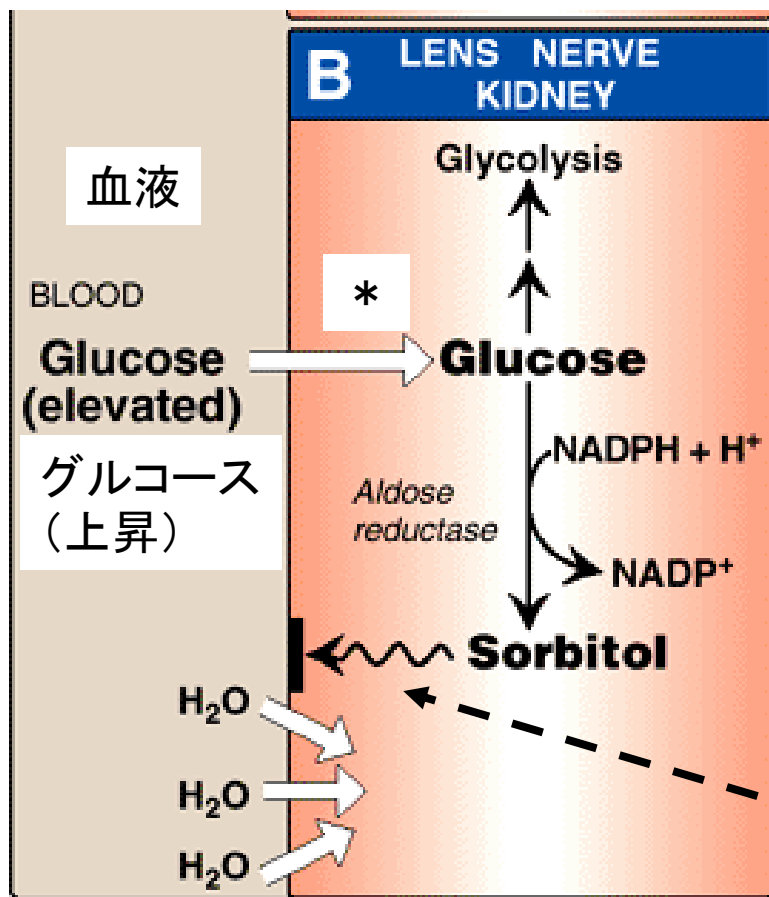 B
LENS NERVE
KIDNEY
Glycolysis
血液
BLOOD
*
Glucose
(elevated)
Glucose
グルコース
(上昇)
Aldose
reductase
NADPH + H⁺
NADP⁺
Sorbitol
H₂O
H₂O
H₂O